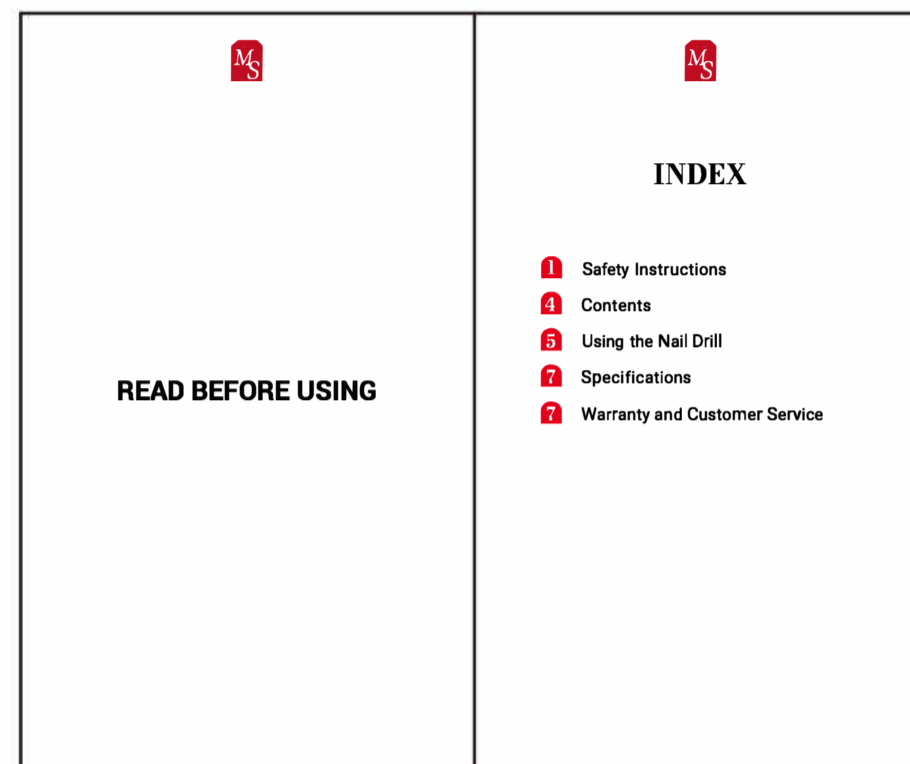 MS
READ BEFORE USING
MS
INDEX
1 Safety Instructions
4 Contents
5 Using the Nail Drill
7 Specifications
7 Warranty and Customer Service